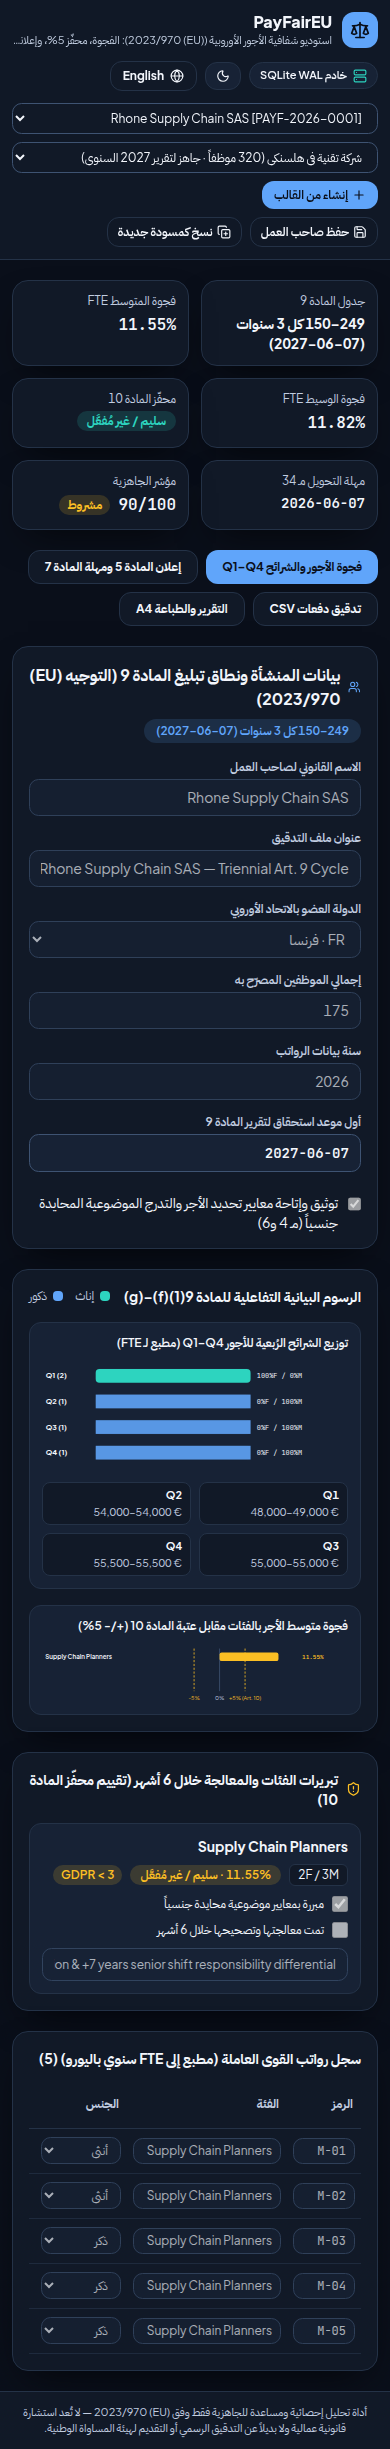 PayFairEU
استوديو شفافية الأجور الأوروبية (EU) 2023/970)): الفجوة، محفّز 5%، وإعلان...
خادم SQLite WAL
English
Rhone Supply Chain SAS [PAYF-2026-0001]
شركة تقنية في هلسنكي (320 موظفاً · جاهز لتقرير 2027 السنوي)
إنشاء من القالب
حفظ صاحب العمل
نسخ كمسودة جديدة
جدول المادة 9
150–249 كل 3 سنوات
(2027-06-07)
فجوة المتوسط FTE
11.55%
فجوة الوسيط FTE
11.82%
محفّز المادة 10
سليم / غير مُفعَّل
مهلة التحويل مـ 34
2026-06-07
مؤشر الجاهزية
90/100
مشروط
فجوة الأجور والشرائح Q1–Q4
إعلان المادة 5 ومهلة المادة 7
تدقيق دفعات CSV
التقرير والطباعة A4
بيانات المنشأة ونطاق تبليغ المادة 9 (التوجيه (EU)
2023/970)
150–249 كل 3 سنوات (2027-06-07)
الاسم القانوني لصاحب العمل
Rhone Supply Chain SAS
عنوان ملف التدقيق
Rhone Supply Chain SAS — Triennial Art. 9 Cycle
الدولة العضو بالاتحاد الأوروبي
FR · فرنسا
إجمالي الموظفين المصرّح به
175
سنة بيانات الرواتب
2026
أول موعد استحقاق لتقرير المادة 9
2027-06-07
توثيق وإتاحة معايير تحديد الأجر والتدرج الموضوعية المحايدة
جنسياً (مـ 4 و6)
الرسوم البيانية التفاعلية للمادة 9(1)(f)–(g)
إناث
ذكور
توزيع الشرائح الرُبعية للأجور Q1–Q4 (مطبع لـ FTE)
Q1 (2)
100%F / 0%M
Q2 (1)
0%F / 100%M
Q3 (1)
0%F / 100%M
Q4 (1)
0%F / 100%M
Q1
48,000–49,000 €
Q2
54,000–54,000 €
Q3
55,000–55,000 €
Q4
55,500–55,500 €
فجوة متوسط الأجر بالفئات مقابل عتبة المادة 10 (+/- 5%)
Supply Chain Planners
11.55%
-5%
0%
+5% (Art. 10)
تبريرات الفئات والمعالجة خلال 6 أشهر (تقييم محفّز المادة
10)
Supply Chain Planners
2F / 3M
11.55% · سليم / غير مُفعَّل
GDPR < 3
مبررة بمعايير موضوعية محايدة جنسياً
تمت معالجتها وتصحيحها خلال 6 أشهر
on & +7 years senior shift responsibility differential
سجل رواتب القوى العاملة (مطبع إلى FTE سنوي باليورو) (5)
الرمز
الفئة
الجنس
M-01
Supply Chain Planners
أنثى
M-02
Supply Chain Planners
أنثى
M-03
Supply Chain Planners
ذكر
M-04
Supply Chain Planners
ذكر
M-05
Supply Chain Planners
ذكر
أداة تحليل إحصائية ومساعدة للجاهزية فقط وفق (EU) 2023/970 — لا تُعد استشارة
قانونية عمالية ولا بديلاً عن التدقيق الرسمي أو التقديم لهيئة المساواة الوطنية.